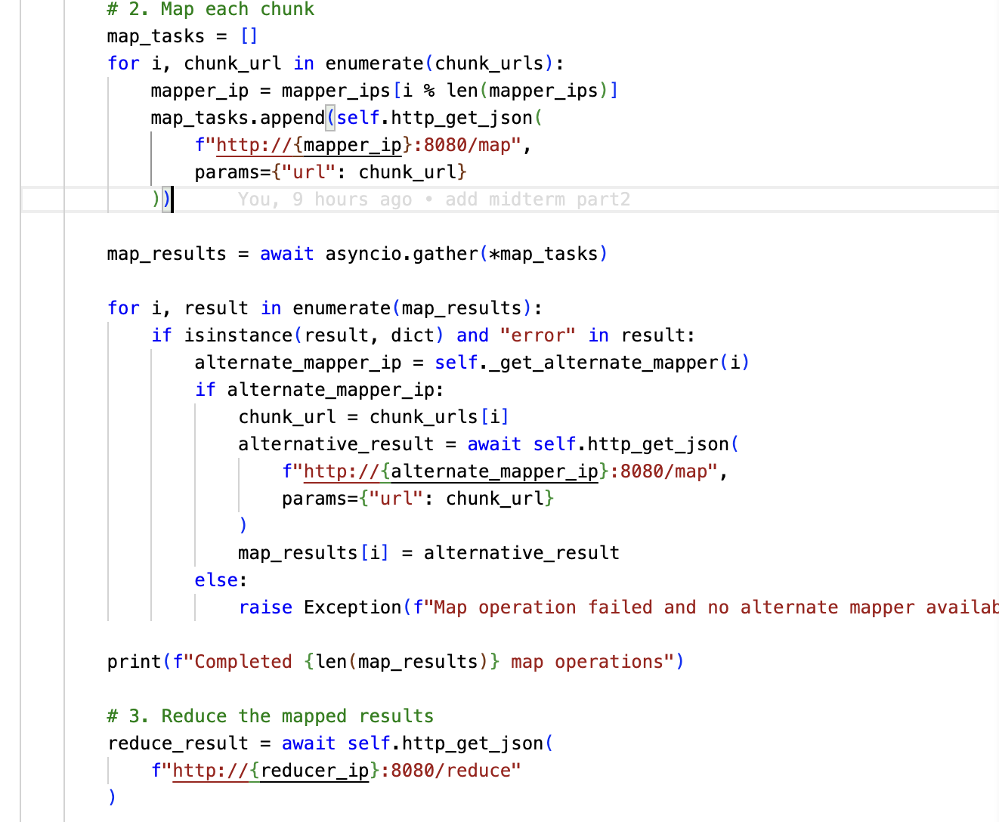 # 2. Map each chunk
map_tasks = []
for i, chunk_url in enumerate(chunk_urls):
    mapper_ip = mapper_ips[i % len(mapper_ips)]
    map_tasks.append(self.http_get_json(
        f"http://{mapper_ip}:8080/map",
        params={"url": chunk_url}
    ))      You, 9 hours ago • add midterm part2
map_results = await asyncio.gather(*map_tasks)
for i, result in enumerate(map_results):
    if isinstance(result, dict) and "error" in result:
        alternate_mapper_ip = self._get_alternate_mapper(i)
        if alternate_mapper_ip:
            chunk_url = chunk_urls[i]
            alternative_result = await self.http_get_json(
                f"http://{alternate_mapper_ip}:8080/map",
                params={"url": chunk_url}
            )
            map_results[i] = alternative_result
        else:
            raise Exception(f"Map operation failed and no alternate mapper availab
print(f"Completed {len(map_results)} map operations")
# 3. Reduce the mapped results
reduce_result = await self.http_get_json(
    f"http://{reducer_ip}:8080/reduce"
)